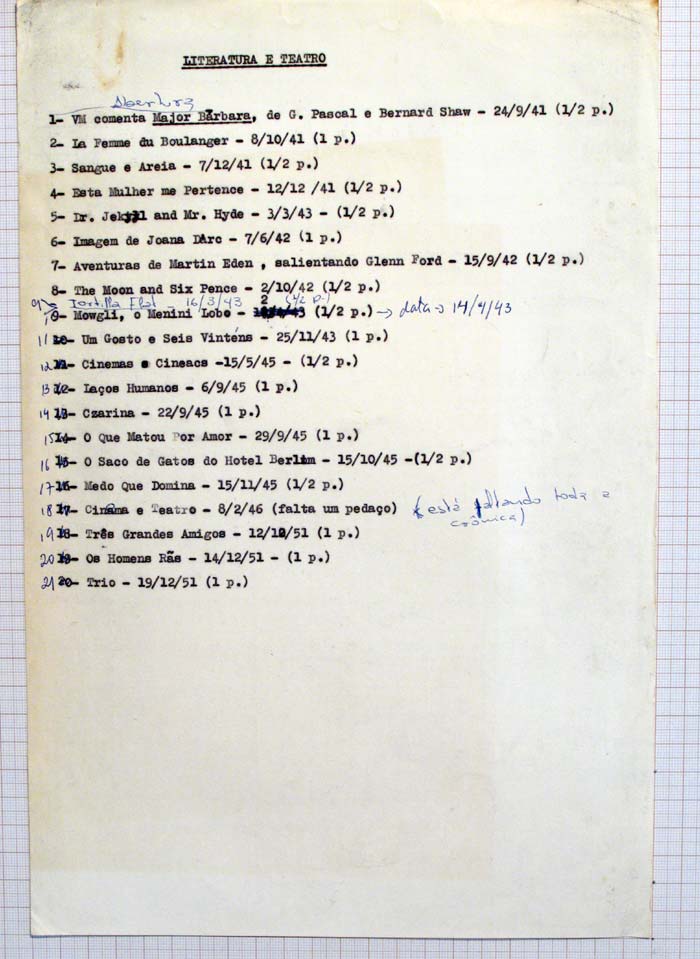 LITERATURA E TEATRO
Abertura
1- VM comenta Major Bárbara, de G. Pascal e Bernard Shaw - 24/9/41 (1/2 p.)
2- La Femme du Boulanger - 8/10/41 (1 p.)
3- Sangue e Areia - 7/12/41 (1/2 p.)
4- Esta Mulher me Pertence - 12/12 /41 (1/2 p.)
5- Dr. Jekyll and Mr. Hyde - 3/3/43 - (1/2 p.)
6- Imagem de Joana DArc - 7/6/42 (1 p.)
7- Aventuras de Martin Eden , salientando Glenn Ford - 15/9/42 (1/2 p.)
8- The Moon and Six Pence - 2/10/42 (1/2 p.)
9- Tortilla Flat - 16/3/43 (1/2 p.)
9- Mowgli, o Menini Lobo - (1/2 p.) → data → 14/4/43
11 10- Um Gosto e Seis Vinténs - 25/11/43 (1 p.)
12 11- Cinemas e Cineacs -15/5/45 - (1/2 p.)
13 12- Laços Humanos - 6/9/45 (1 p.)
14 13- Czarina - 22/9/45 (1 p.)
15 14- O Que Matou Por Amor - 29/9/45 (1 p.)
16 15- O Saco de Gatos do Hotel Berlim - 15/10/45 -(1/2 p.)
17 16- Medo Que Domina - 15/11/45 (1/2 p.)
18 17- Cinema e Teatro - 8/2/46 (falta um pedaço) (está faltando toda a
crônica)
19 18- Três Grandes Amigos - 12/10/51 (1 p.)
20 19- Os Homens Rãs - 14/12/51 - (1 p.)
21 20- Trio - 19/12/51 (1 p.)